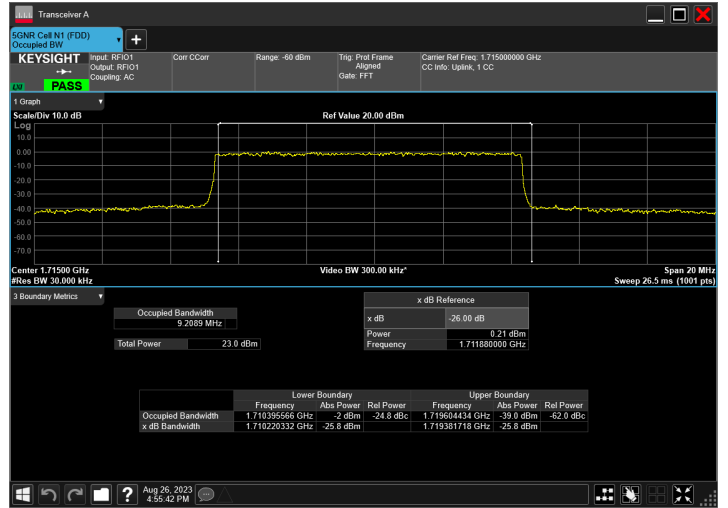 Transceiver A
5GNR Cell N1 (FDD)
Occupied BW
KEYSIGHT
LXI
PASS
Input: RFIO1
Output: RFIO1
Coupling: AC
Corr CCorr
Range: -60 dBm
Trig: Prot Frame
Aligned
Gate: FFT
Carrier Ref Freq: 1.715000000 GHz
CC Info: Uplink, 1 CC
1 Graph
Scale/Div 10.0 dB
Ref Value 20.00 dBm
Log
10.0
0.00
-10.0
-20.0
-30.0
-40.0
-50.0
-60.0
-70.0
Center 1.71500 GHz
Video BW 300.00 kHz*
Span 20 MHz
#Res BW 30.000 kHz
Sweep 26.5 ms (1001 pts)
3 Boundary Metrics
Occupied Bandwidth
9.2089 MHz
Total Power 23.0 dBm
x dB Reference
x dB -26.00 dB
Power 0.21 dBm
Frequency 1.711880000 GHz
Lower Boundary Upper Boundary
Frequency Abs Power Rel Power Frequency Abs Power Rel Power
Occupied Bandwidth 1.710395566 GHz -2 dBm -24.8 dBc 1.719604434 GHz -39.0 dBm -62.0 dBc
x dB Bandwidth 1.710220332 GHz -25.8 dBm 1.719381718 GHz -25.8 dBm
Aug 26, 2023
4:55:42 PM